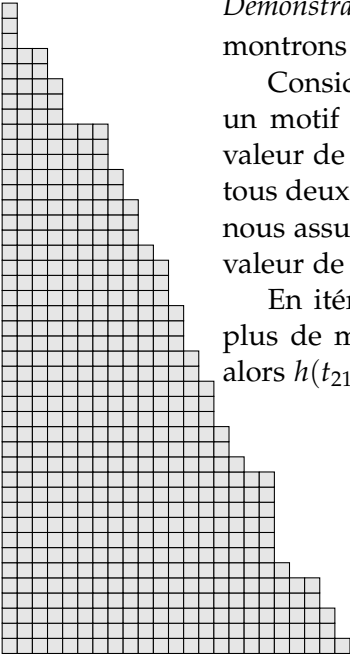 Démonstra
montrons
Consid
un motif
valeur de
tous deux
nous assu
valeur de
En itér
plus de m
alors h(t21